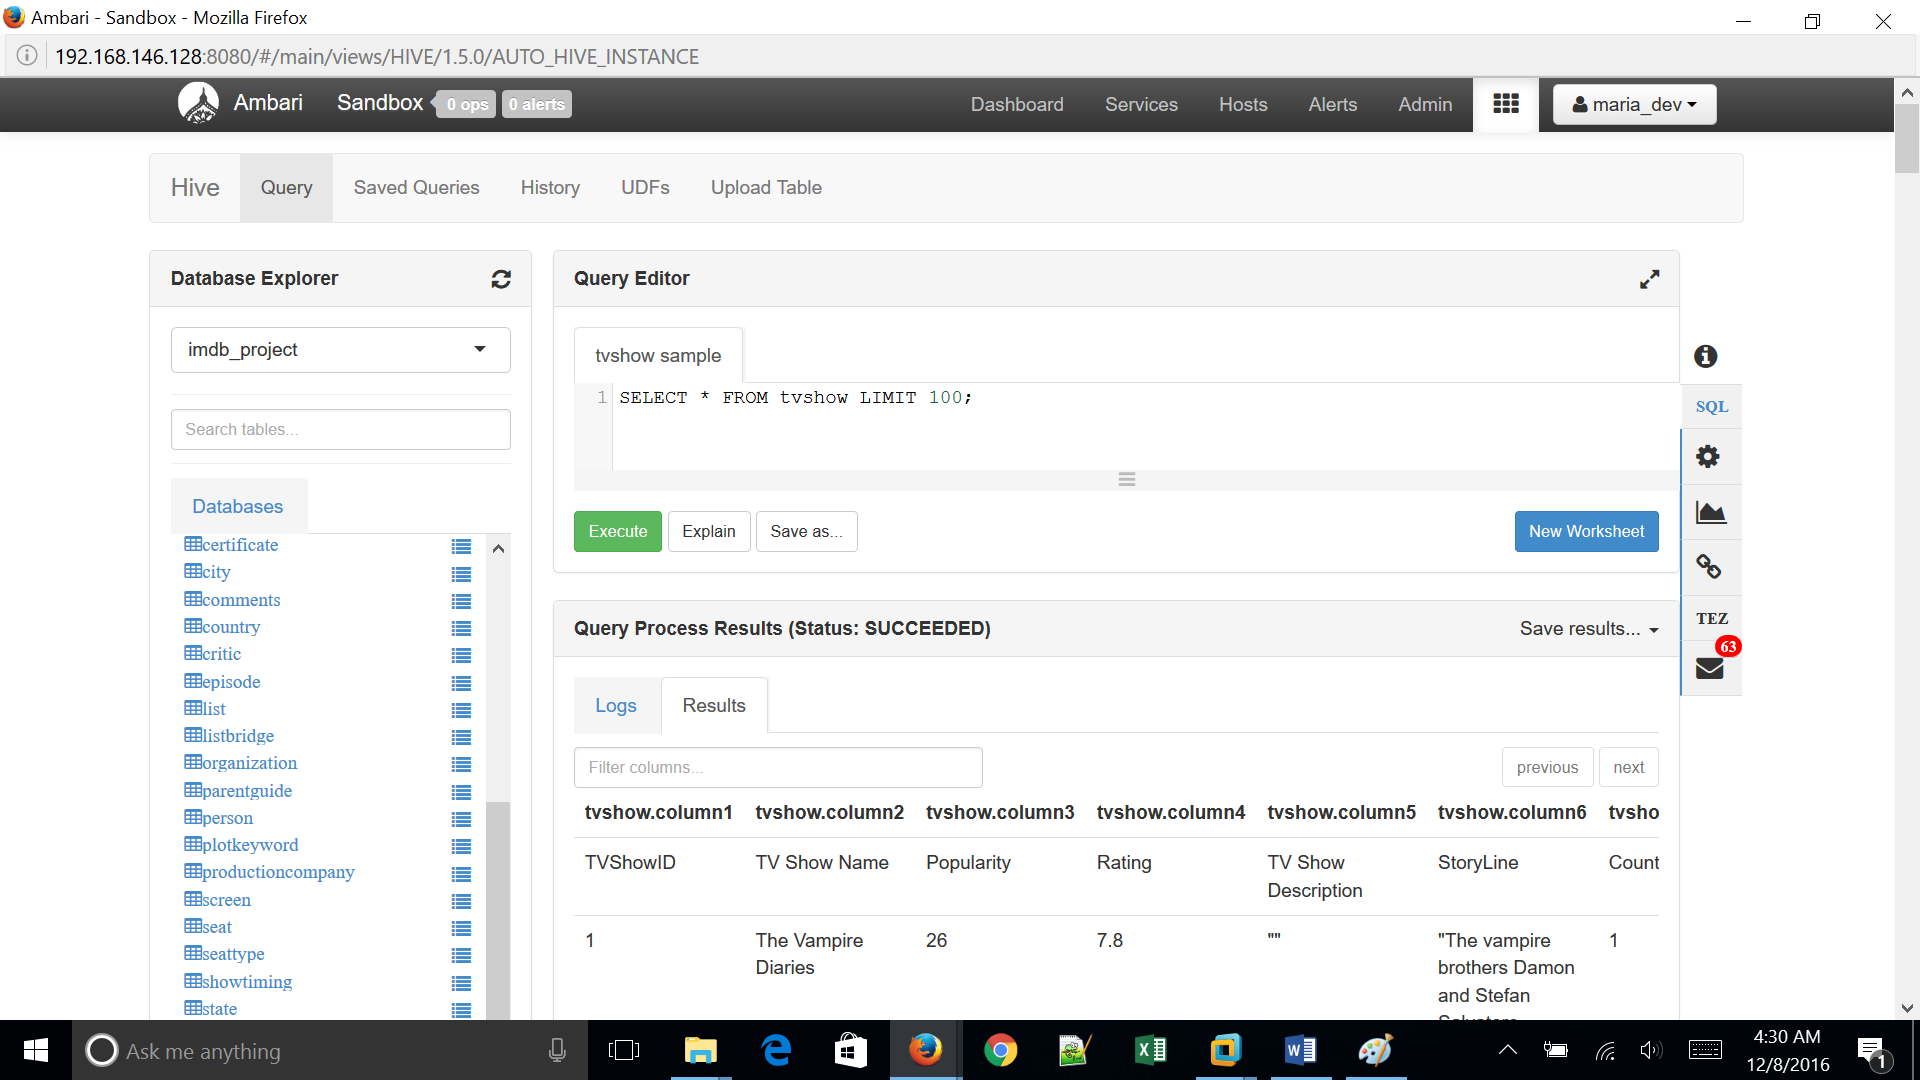 Ambari - Sandbox - Mozilla Firefox
192.168.146.128:8080/#/main/views/HIVE/1.5.0/AUTO_HIVE_INSTANCE
Ambari Sandbox 0 ops 0 alerts Dashboard Services Hosts Alerts Admin maria_dev
Hive Query Saved Queries History UDFs Upload Table
Database Explorer
imdb_project
Search tables...
Databases
certificate
city
comments
country
critic
episode
list
listbridge
organization
parentguide
person
plotkeyword
productioncompany
screen
seat
seattype
showtiming
state
Query Editor
tvshow sample
1 SELECT * FROM tvshow LIMIT 100;
Execute Explain Save as... New Worksheet
SQL
TEZ
63
Query Process Results (Status: SUCCEEDED) Save results...
Logs Results
Filter columns... previous next
tvshow.column1 tvshow.column2 tvshow.column3 tvshow.column4 tvshow.column5 tvshow.column6 tvsho
TVShowID TV Show Name Popularity Rating TV Show StoryLine Count
Description
1 The Vampire 26 7.8 "" "The vampire 1
Diaries brothers Damon
and Stefan
Ask me anything
4:30 AM
12/8/2016
1